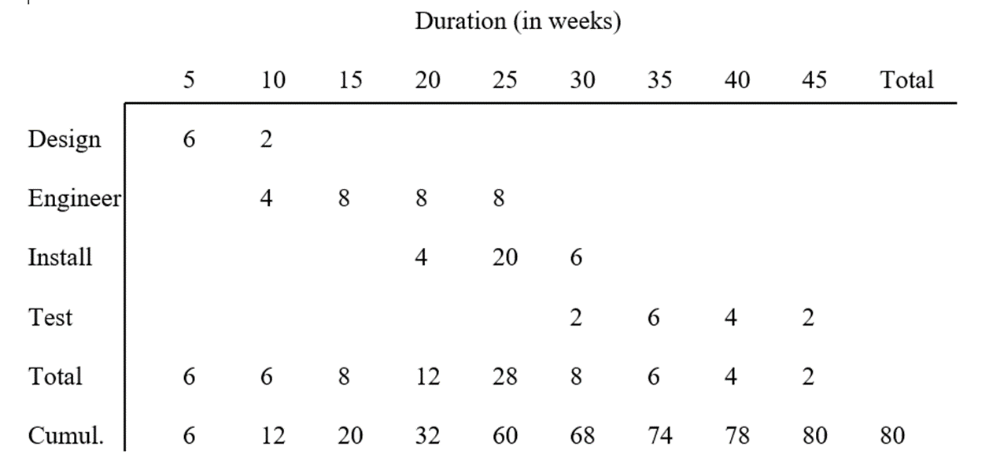 Duration (in weeks)
5 10 15 20 25 30 35 40 45 Total
Design 6 2
Engineer 4 8 8 8
Install 4 20 6
Test 2 6 4 2
Total 6 6 8 12 28 8 6 4 2
Cumul. 6 12 20 32 60 68 74 78 80 80